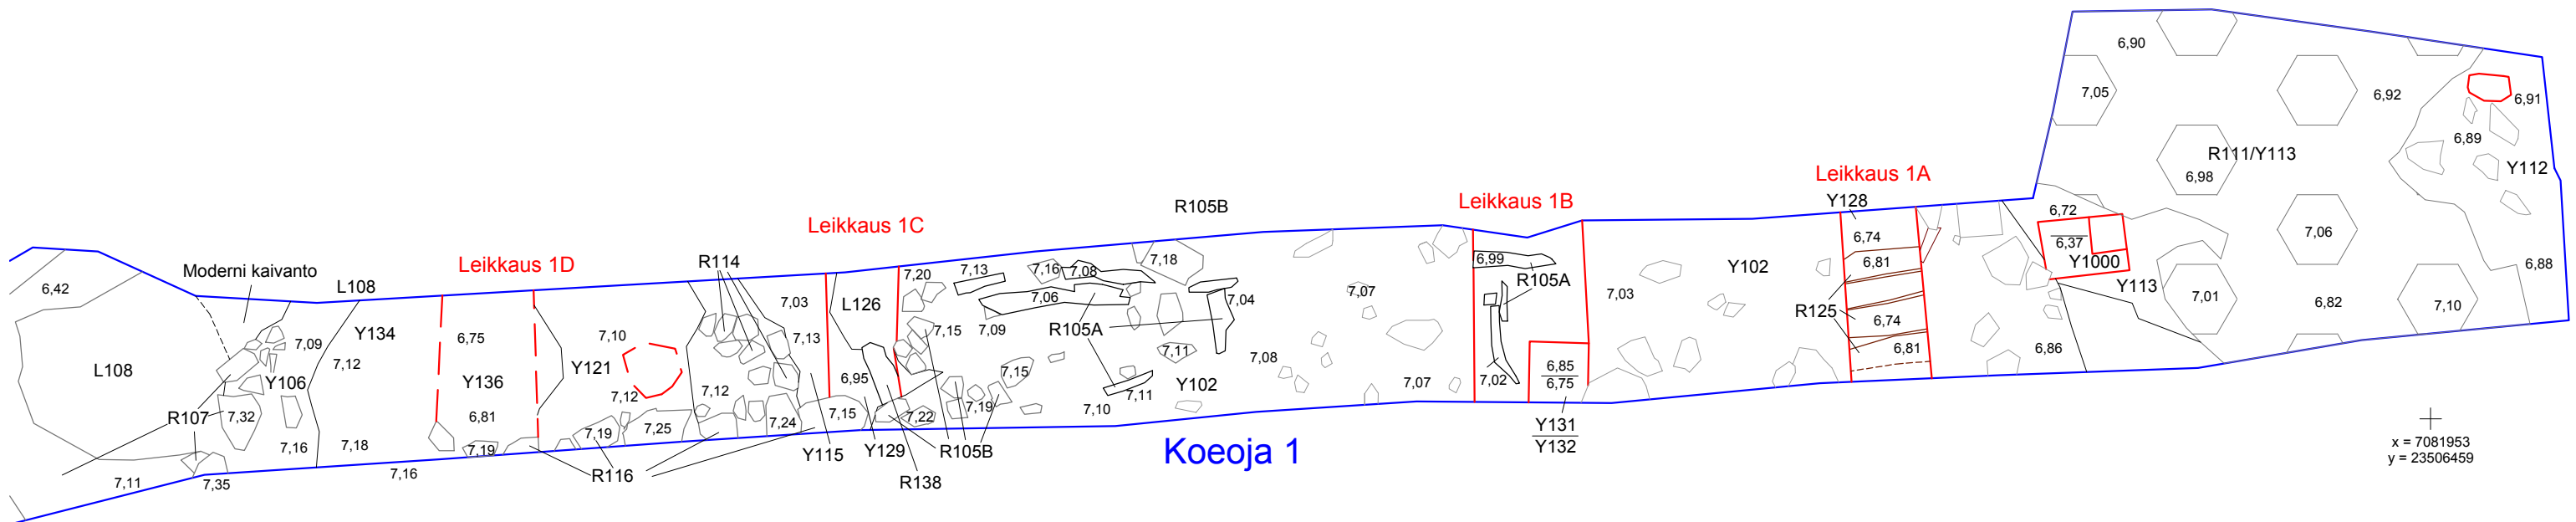 6,90
7,05
6,92
6,91
6,89
R111/Y113
Y112
6,98
Leikkaus 1A
Leikkaus 1B
Y128
R105B
6,72
6,37
Y1000
Y113
7,06
6,88
7,01
6,82
7,10
Leikkaus 1C
6,74
6,81
R125
6,74
6,81
6,86
Y102
7,03
6,99
R105A
7,02
6,85
6,75
Y131
Y132
7,18
7,16
7,08
7,13
7,20
7,06
7,04
7,07
R105A
7,09
7,15
7,08
7,11
7,15
Y102
7,11
7,10
7,07
7,19
7,22
Leikkaus 1D
Moderni kaivanto
L108
R114
7,03
L126
7,13
6,42
7,09
Y134
7,12
6,75
7,10
Y121
6,95
L108
Y106
Y136
7,12
7,12
R107
7,32
6,81
7,15
7,24
7,25
7,19
7,16
7,18
7,19
7,16
R116
Y115
Y129
R105B
R138
7,11
7,35
Koeoja 1
x = 7081953
y = 23506459